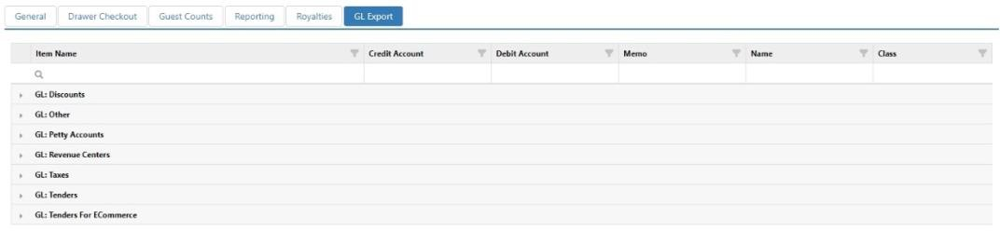 General Drawer Checkout Guest Counts Reporting Royalties GL Export
Item Name Credit Account Debit Account Memo Name Class
GL: Discounts
GL: Other
GL: Petty Accounts
GL: Revenue Centers
GL: Taxes
GL: Tenders
GL: Tenders For ECommerce